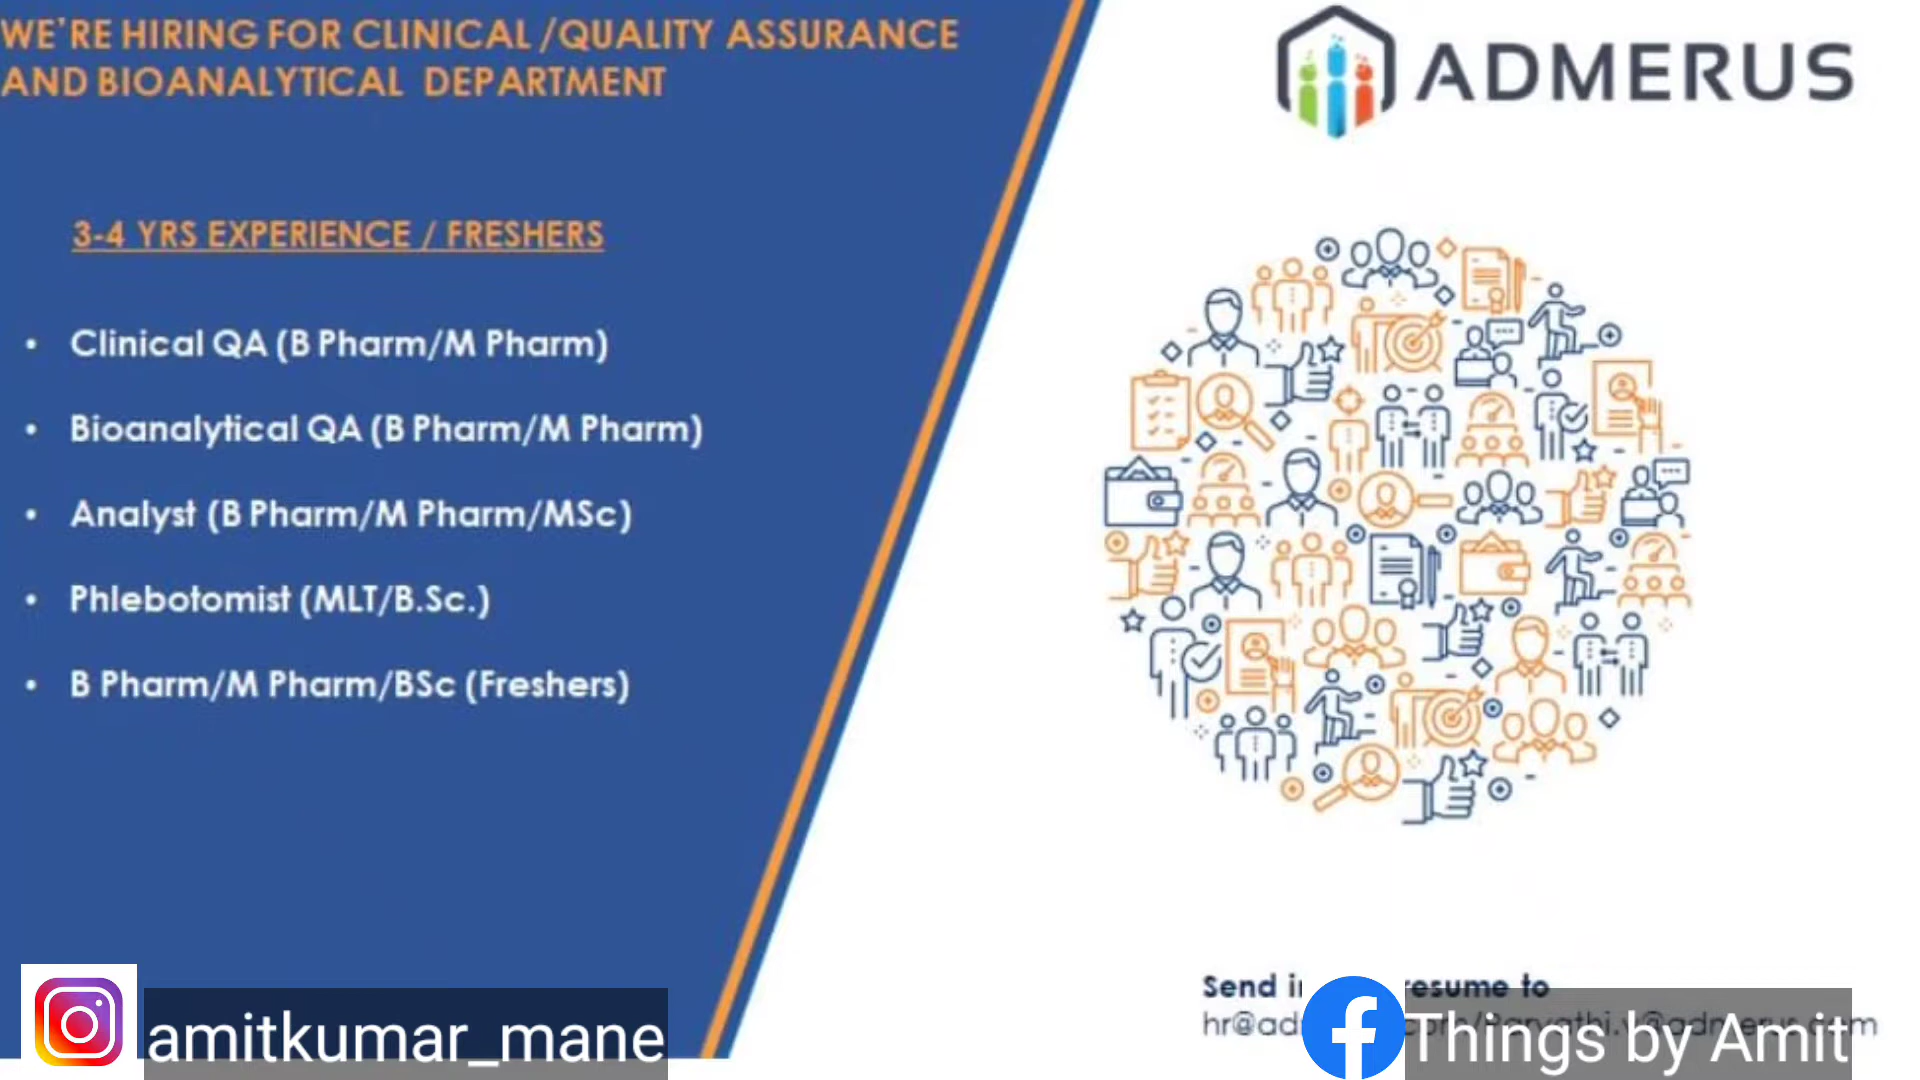 WE'RE HIRING FOR CLINICAL /QUALITY ASSURANCE
AND BIOANALYTICAL DEPARTMENT
ADMERUS
3-4 YRS EXPERIENCE / FRESHERS
• Clinical QA (B Pharm/M Pharm)
• Bioanalytical QA (B Pharm/M Pharm)
• Analyst (B Pharm/M Pharm/MSc)
• Phlebotomist (MLT/B.Sc.)
• B Pharm/M Pharm/BSc (Freshers)
Send resume to
amitkumar_mane
Things by Amit